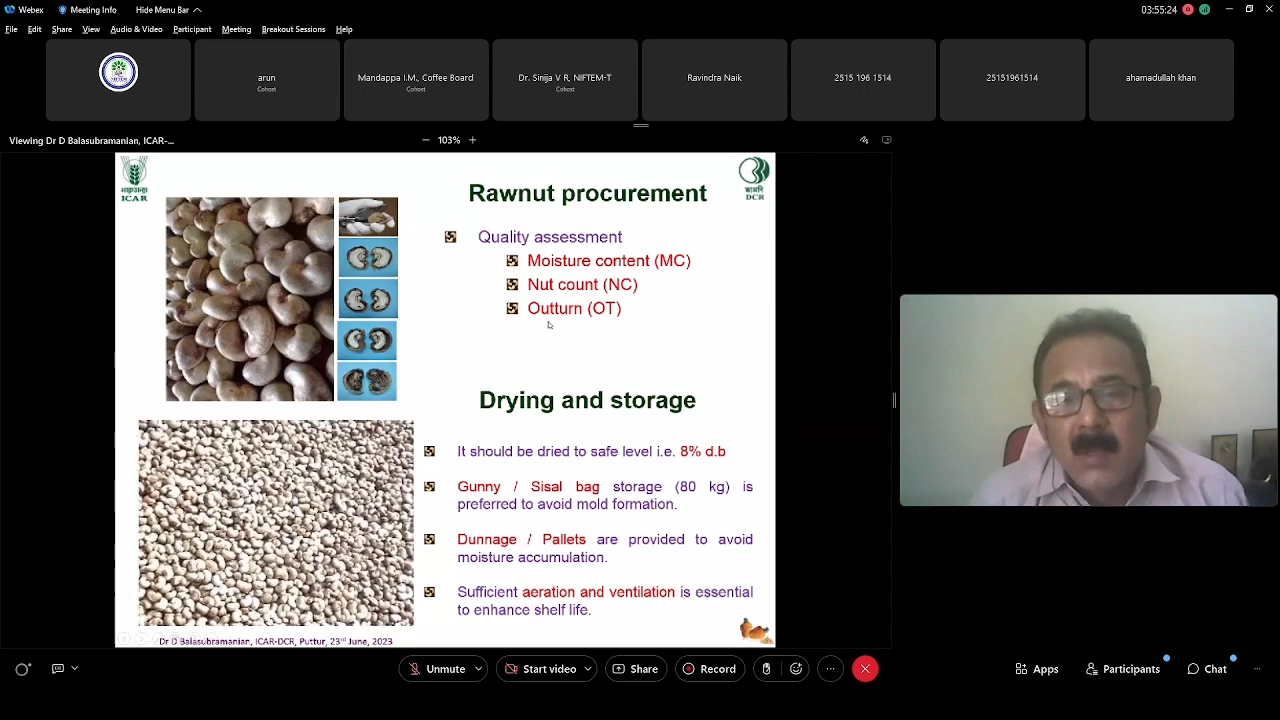 Webex
Meeting Info
Hide Menu Bar
03:55:24
File Edit Share View Audio & Video Participant Meeting Breakout Sessions Help
arun
Cohost
Mandappa I.M., Coffee Board
Cohost
Dr. Sinija V R, NIFTEM-T
Cohost
Ravindra Naik
2515 196 1514
25151961514
ahamadullah khan
Viewing Dr D Balasubramanian, ICAR-...
103%
ICAR
DCR
Rawnut procurement
Quality assessment
Moisture content (MC)
Nut count (NC)
Outturn (OT)
Drying and storage
It should be dried to safe level i.e. 8% d.b
Gunny / Sisal bag storage (80 kg) is
preferred to avoid mold formation.
Dunnage / Pallets are provided to avoid
moisture accumulation.
Sufficient aeration and ventilation is essential
to enhance shelf life.
Dr D Balasubramanian, ICAR-DCR, Puttur, 23rd June, 2023
Unmute
Start video
Share
Record
Apps
Participants
Chat